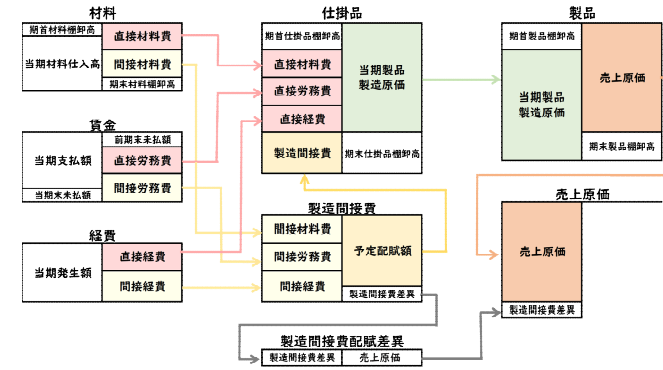 材料
期首材料棚卸高
直接材料費
当期材料仕入高
間接材料費
期末材料棚卸高
賃金
前期末未払額
当期支払額
直接労務費
間接労務費
当期末未払額
経費
当期発生額
直接経費
間接経費
仕掛品
期首仕掛品棚卸高
直接材料費
直接労務費
直接経費
製造間接費
当期製品
製造原価
期末仕掛品棚卸高
製造間接費
間接材料費
間接労務費
間接経費
予定配賦額
製造間接費差異
製造間接費配賦差異
製造間接費差異
売上原価
製品
期首製品棚卸高
当期製品
製造原価
売上原価
期末製品棚卸高
売上原価
売上原価
製造間接費差異